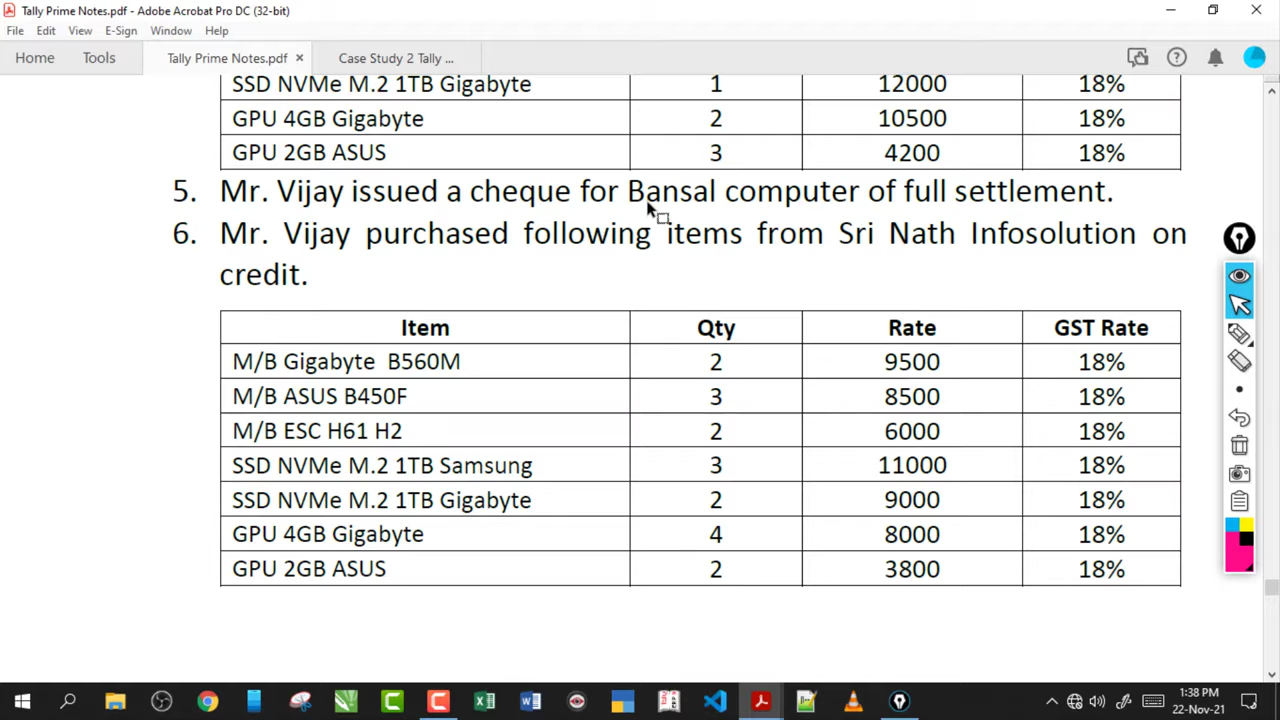 Tally Prime Notes.pdf - Adobe Acrobat Pro DC (32-bit)
File Edit View E-Sign Window Help
Home Tools Tally Prime Notes.pdf × Case Study 2 Tally ...
SSD NVMe M.2 1TB Gigabyte 1 12000 18%
GPU 4GB Gigabyte 2 10500 18%
GPU 2GB ASUS 3 4200 18%
5. Mr. Vijay issued a cheque for Bansal computer of full settlement.
6. Mr. Vijay purchased following items from Sri Nath Infosolution on
credit.
Item Qty Rate GST Rate
M/B Gigabyte B560M 2 9500 18%
M/B ASUS B450F 3 8500 18%
M/B ESC H61 H2 2 6000 18%
SSD NVMe M.2 1TB Samsung 3 11000 18%
SSD NVMe M.2 1TB Gigabyte 2 9000 18%
GPU 4GB Gigabyte 4 8000 18%
GPU 2GB ASUS 2 3800 18%
1:38 PM
22-Nov-21